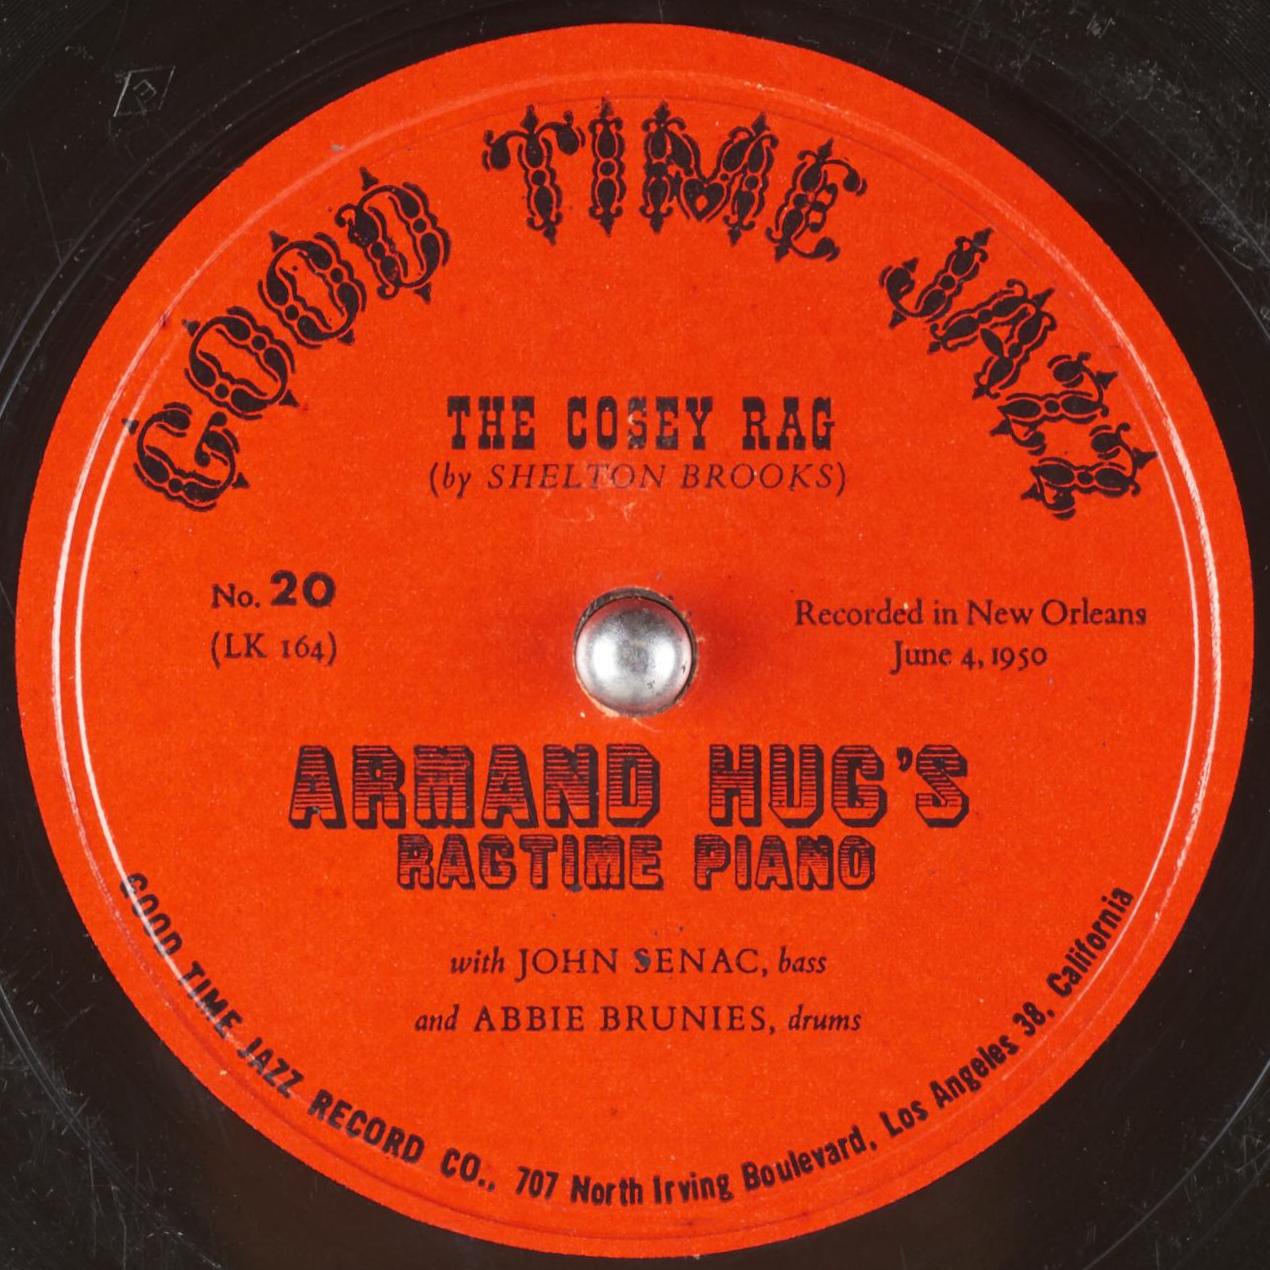 GOOD TIME JAZZ
THE COSEY RAG
(by SHELTON BROOKS)
No. 20
(LK 164)
Recorded in New Orleans
June 4, 1950
ARMAND HUG'S
RAGTIME PIANO
with JOHN SENAC, bass
and ABBIE BRUNIES, drums
GOOD TIME JAZZ RECORD CO., 707 North Irving Boulevard, Los Angeles 38, California